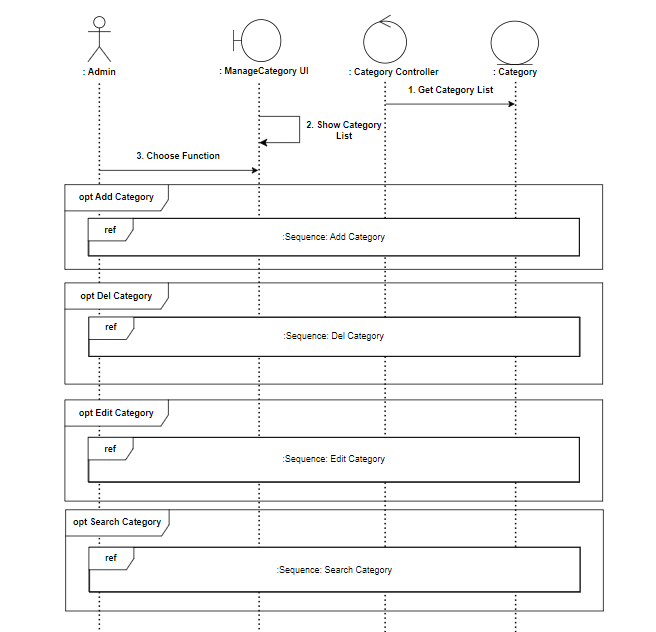 : Admin
: ManageCategory UI
: Category Controller
: Category
1. Get Category List
2. Show Category
List
3. Choose Function
opt Add Category
ref
:Sequence: Add Category
opt Del Category
ref
:Sequence: Del Category
opt Edit Category
ref
:Sequence: Edit Category
opt Search Category
ref
:Sequence: Search Category